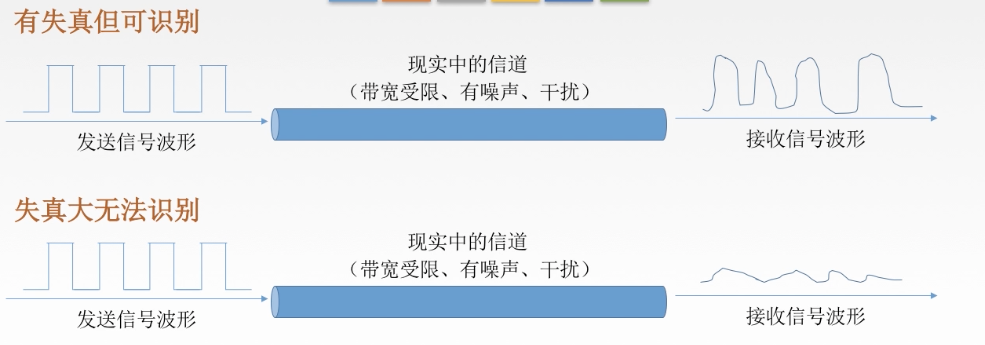 有失真但可识别
现实中的信道
（带宽受限、有噪声、干扰）
发送信号波形
接收信号波形
失真大无法识别
现实中的信道
（带宽受限、有噪声、干扰）
发送信号波形
接收信号波形